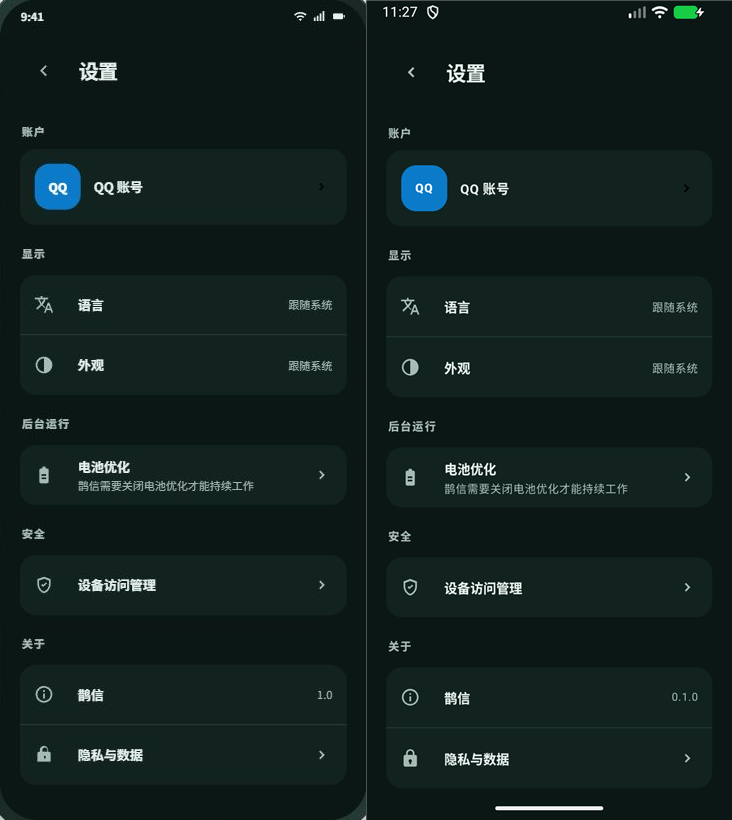 9:41
设置
账户
QQ
QQ 账号
显示
语言
跟随系统
外观
跟随系统
后台运行
电池优化
鹊信需要关闭电池优化才能持续工作
安全
设备访问管理
关于
鹊信
1.0
隐私与数据
11:27
设置
账户
QQ
QQ 账号
显示
语言
跟随系统
外观
跟随系统
后台运行
电池优化
鹊信需要关闭电池优化才能持续工作
安全
设备访问管理
关于
鹊信
0.1.0
隐私与数据